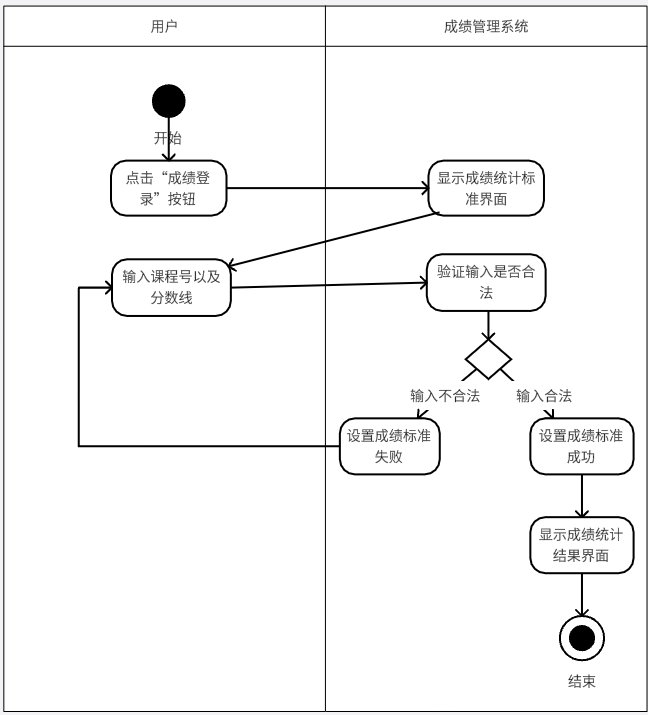 用户
成绩管理系统
开始
点击“成绩登
录”按钮
显示成绩统计标
准界面
输入课程号以及
分数线
验证输入是否合
法
输入不合法
输入合法
设置成绩标准
失败
设置成绩标准
成功
显示成绩统计
结果界面
结束